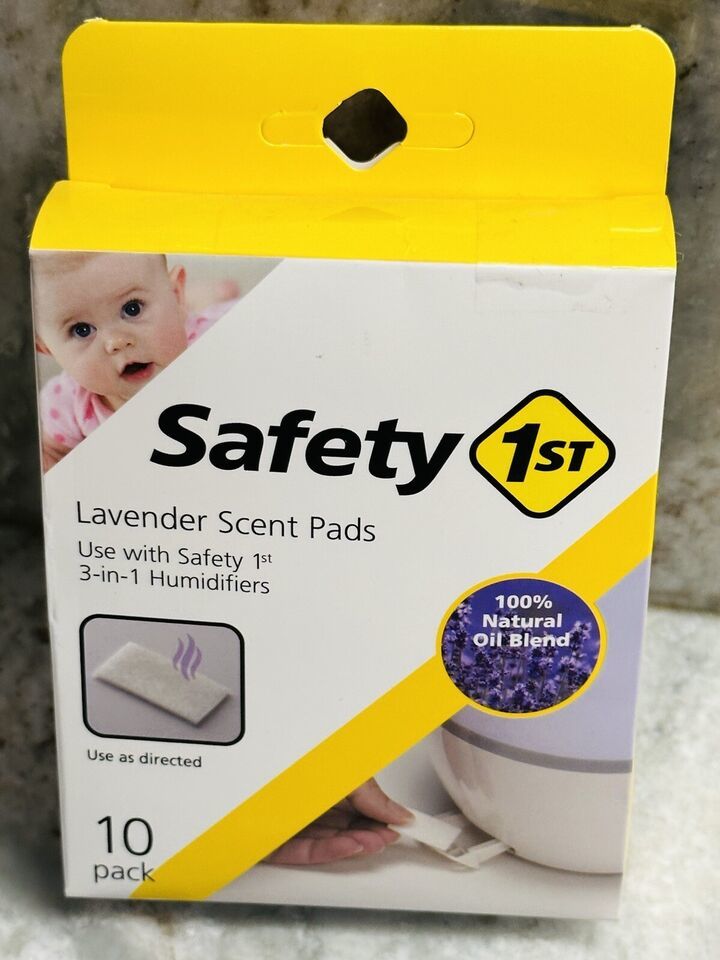 Safety 1ST
Lavender Scent Pads
Use with Safety 1st
3-in-1 Humidifiers
100%
Natural
Oil Blend
Use as directed
10
pack